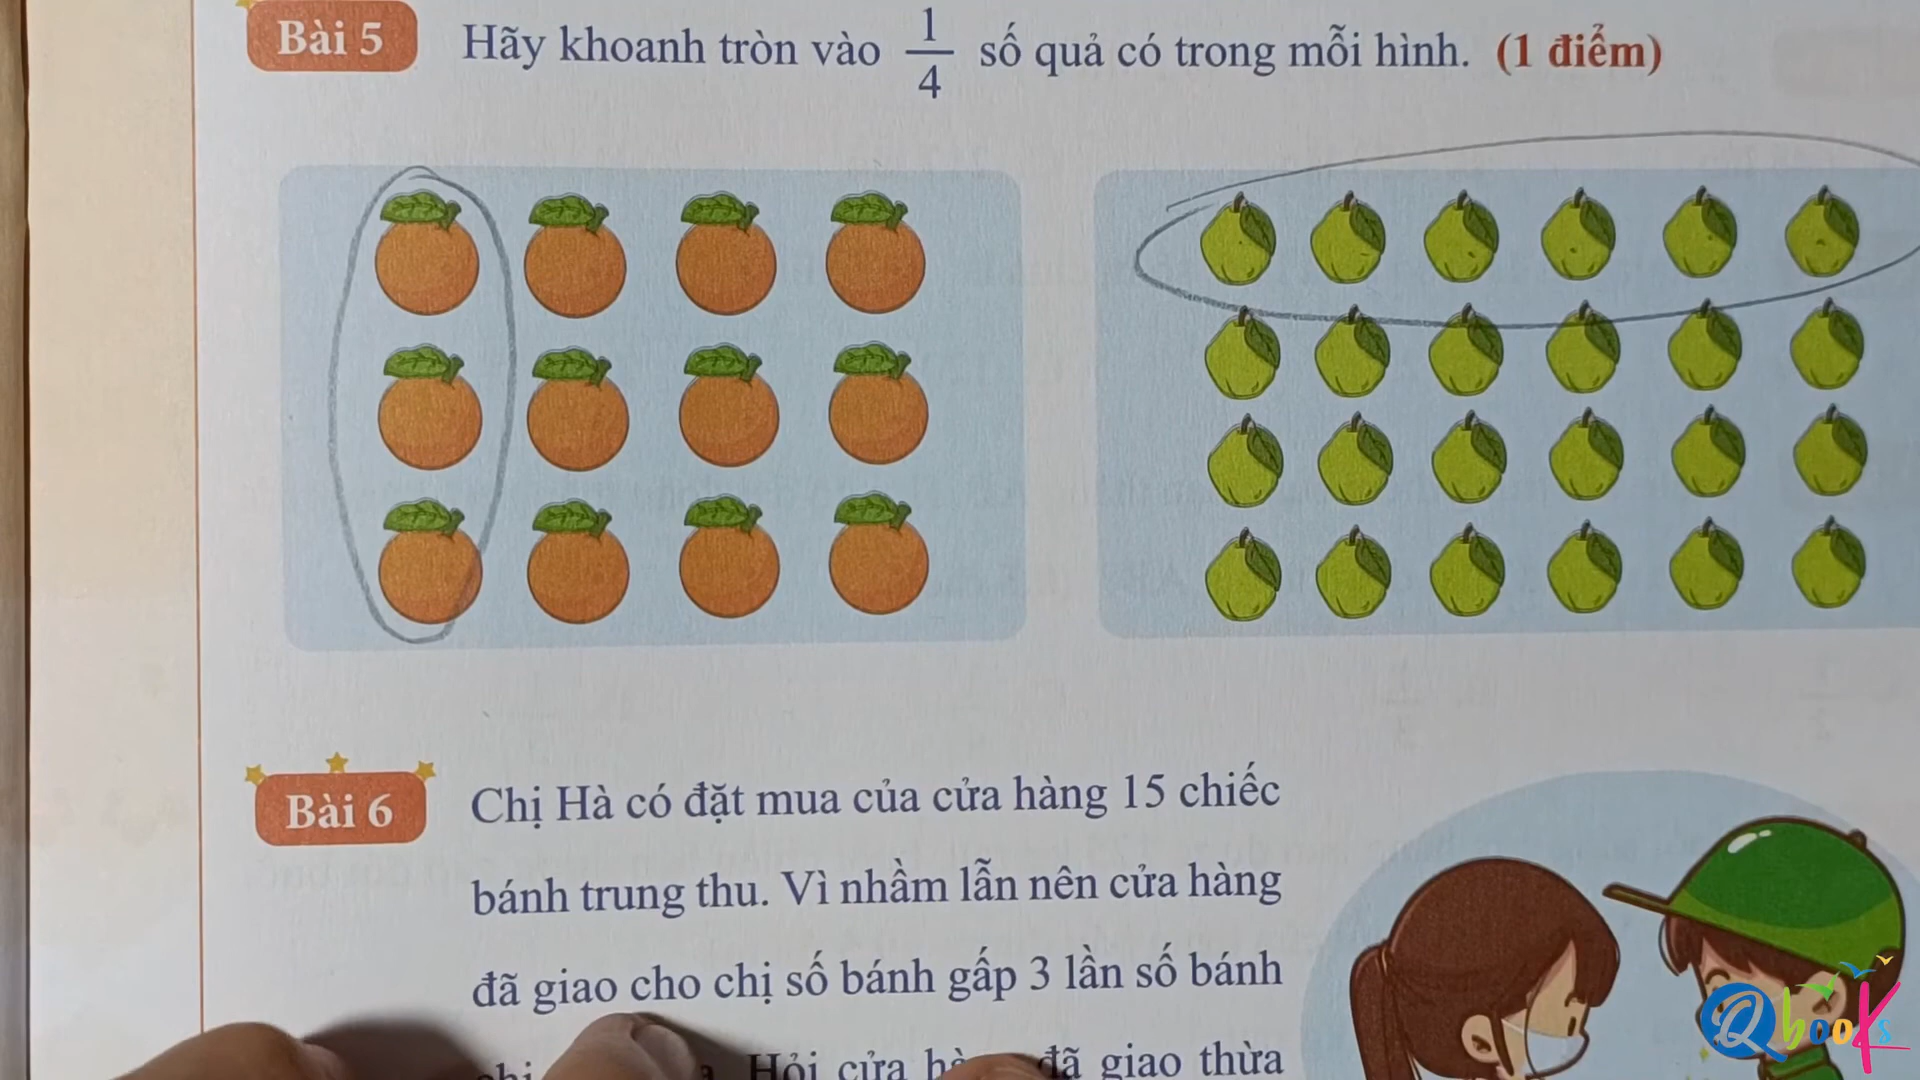 Bài 5 Hãy khoanh tròn vào 1/4 số quả có trong mỗi hình. (1 điểm)
Bài 6 Chị Hà có đặt mua của cửa hàng 15 chiếc
bánh trung thu. Vì nhầm lẫn nên cửa hàng
đã giao cho chị số bánh gấp 3 lần số bánh
Hỏi cửa đã giao thừa
Qbooks